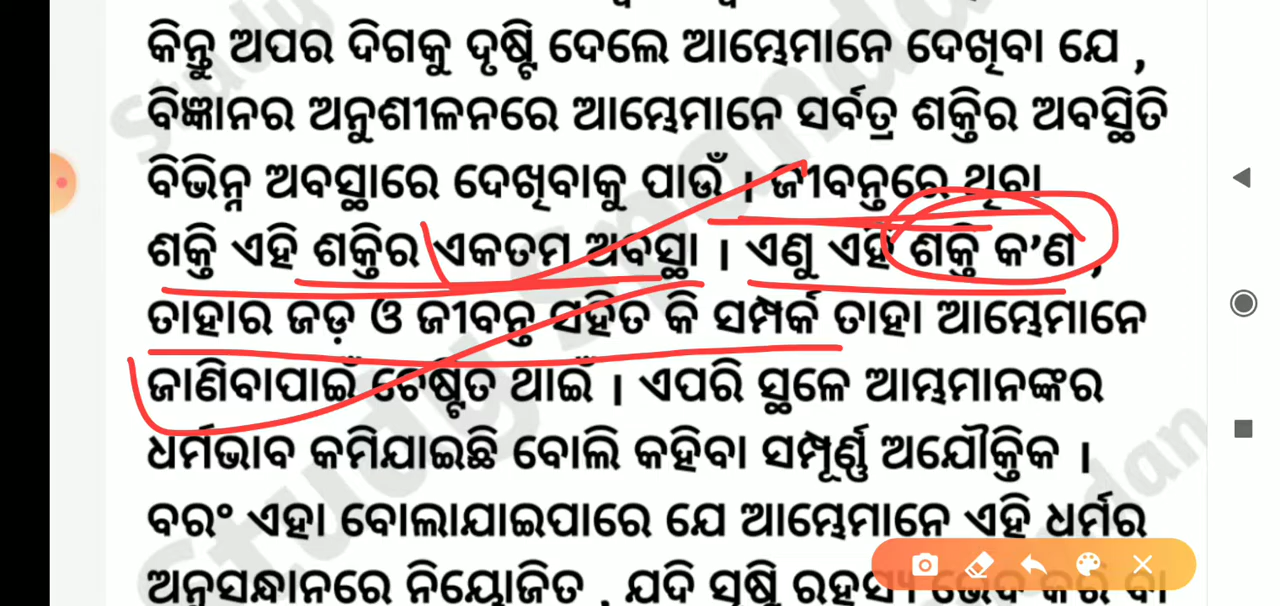 କିନ୍ତୁ ଅପର ଦିଗକୁ ଦୃଷ୍ଟି ଦେଲେ ଆମ୍ଭେମାନେ ଦେଖିବା ଯେ ,
ବିଜ୍ଞାନର ଅନୁଶୀଳନରେ ଆମ୍ଭେମାନେ ସର୍ବତ୍ର ଶକ୍ତିର ଅବସ୍ଥିତି
ବିଭିନ୍ନ ଅବସ୍ଥାରେ ଦେଖିବାକୁ ପାଉଁ । ଜୀବନ୍ତରେ ଥିବା
ଶକ୍ତି ଏହି ଶକ୍ତିର ଏକତମ ଅବସ୍ଥା । ଏଣୁ ଏହି ଶକ୍ତି କ’ଣ ,
ତାହାର ଜଡ଼ ଓ ଜୀବନ୍ତ ସହିତ କି ସମ୍ପର୍କ ତାହା ଆମ୍ଭେମାନେ
ଜାଣିବାପାଇଁ ଚେଷ୍ଟିତ ଥାଇଁ । ଏପରି ସ୍ଥଳେ ଆମ୍ଭମାନଙ୍କର
ଧର୍ମଭାବ କମିଯାଇଛି ବୋଲି କହିବା ସମ୍ପୂର୍ଣ୍ଣ ଅଯୌକ୍ତିକ ।
ବରଂ ଏହା ବୋଲାଯାଇପାରେ ଯେ ଆମ୍ଭେମାନେ ଏହି ଧର୍ମର
ଅନୁସନ୍ଧାନରେ ନିୟୋଜିତ , ଯଦି ସୃଷ୍ଟି
Study Spandan